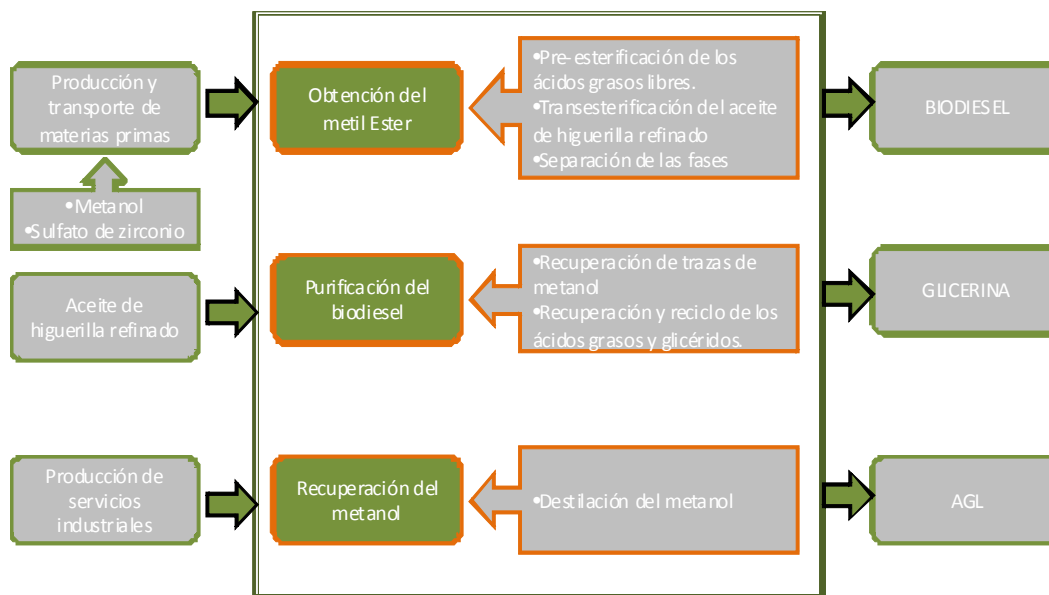 Producción y
transporte de
materias primas
•Metanol
•Sulfato de zirconio
Aceite de
higuerilla refinado
Producción de
servicios
industriales
Obtención del
metil Ester
•Pre-esterificación de los
ácidos grasos libres.
•Transesterificación del aceite
de higuerilla refinado
•Separación de las fases
Purificación del
biodiesel
•Recuperación de trazas de
metanol
•Recuperación y reciclo de los
ácidos grasos y glicéridos.
Recuperación del
metanol
•Destilación del metanol
BIODIESEL
GLICERINA
AGL